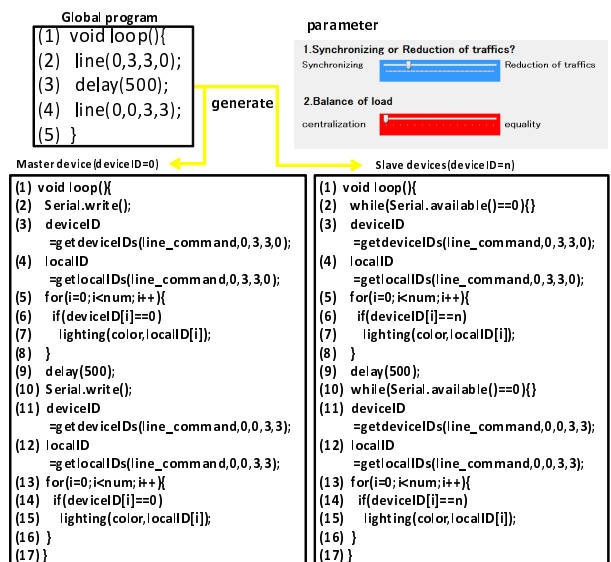 Global program
(1) void loop(){
(2) line(0,3,3,0);
(3) delay(500);
(4) line(0,0,3,3);
(5) }
generate
parameter
1.Synchronizing or Reduction of traffics?
Synchronizing
Reduction of traffics
2.Balance of load
centralization
equality
Master device(deviceID=0)
(1) void loop(){
(2) Serial.write();
(3) deviceID
=getdeviceIDs(line_command,0,3,3,0);
(4) localID
=getlocalIDs(line_command,0,3,3,0);
(5) for(i=0;i<num;i++){
(6) if(deviceID[i]==0)
(7) lighting(color,localID[i]);
(8) }
(9) delay(500);
(10) Serial.write();
(11) deviceID
=getdeviceIDs(line_command,0,0,3,3);
(12) localID
=getlocalIDs(line_command,0,0,3,3);
(13) for(i=0;i<num;i++){
(14) if(deviceID[i]==0)
(15) lighting(color,localID[i]);
(16) }
(17) }
Slave devices(deviceID=n)
(1) void loop(){
(2) while(Serial.available()==0){}
(3) deviceID
=getdeviceIDs(line_command,0,3,3,0);
(4) localID
=getlocalIDs(line_command,0,3,3,0);
(5) for(i=0;i<num;i++){
(6) if(deviceID[i]==n)
(7) lighting(color,localID[i]);
(8) }
(9) delay(500);
(10) while(Serial.available()==0){}
(11) deviceID
=getdeviceIDs(line_command,0,0,3,3);
(12) localID
=getlocalIDs(line_command,0,0,3,3);
(13) for(i=0;i<num;i++){
(14) if(deviceID[i]==n)
(15) lighting(color,localID[i]);
(16) }
(17) }